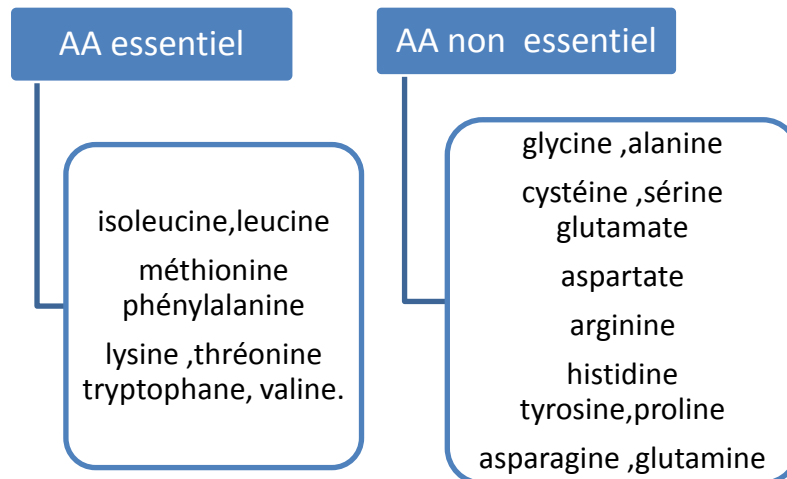 AA essentiel
isoleucine,leucine
méthionine
phénylalanine
lysine ,thréonine
tryptophane, valine.
AA non  essentiel
glycine ,alanine
cystéine ,sérine
glutamate
aspartate
arginine
histidine
tyrosine,proline
asparagine ,glutamine